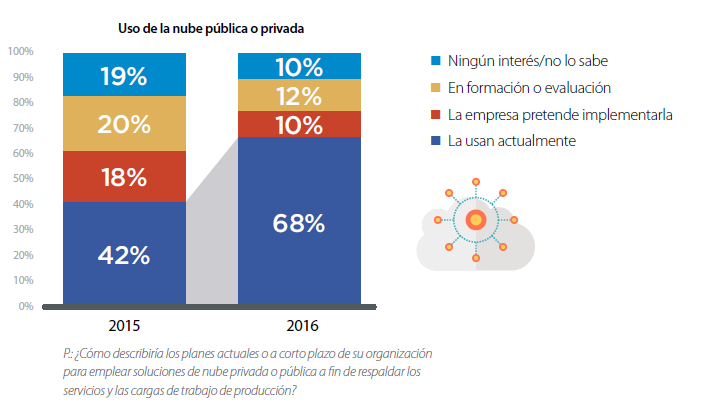 Uso de la nube pública o privada
100%
90%
80%
70%
60%
50%
40%
30%
20%
10%
0%
19%
20%
18%
42%
10%
12%
10%
68%
2015
2016
Ningún interés/no lo sabe
En formación o evaluación
La empresa pretende implementarla
La usan actualmente
P.: ¿Cómo describiría los planes actuales o a corto plazo de su organización
para emplear soluciones de nube privada o pública a fin de respaldar los
servicios y las cargas de trabajo de producción?